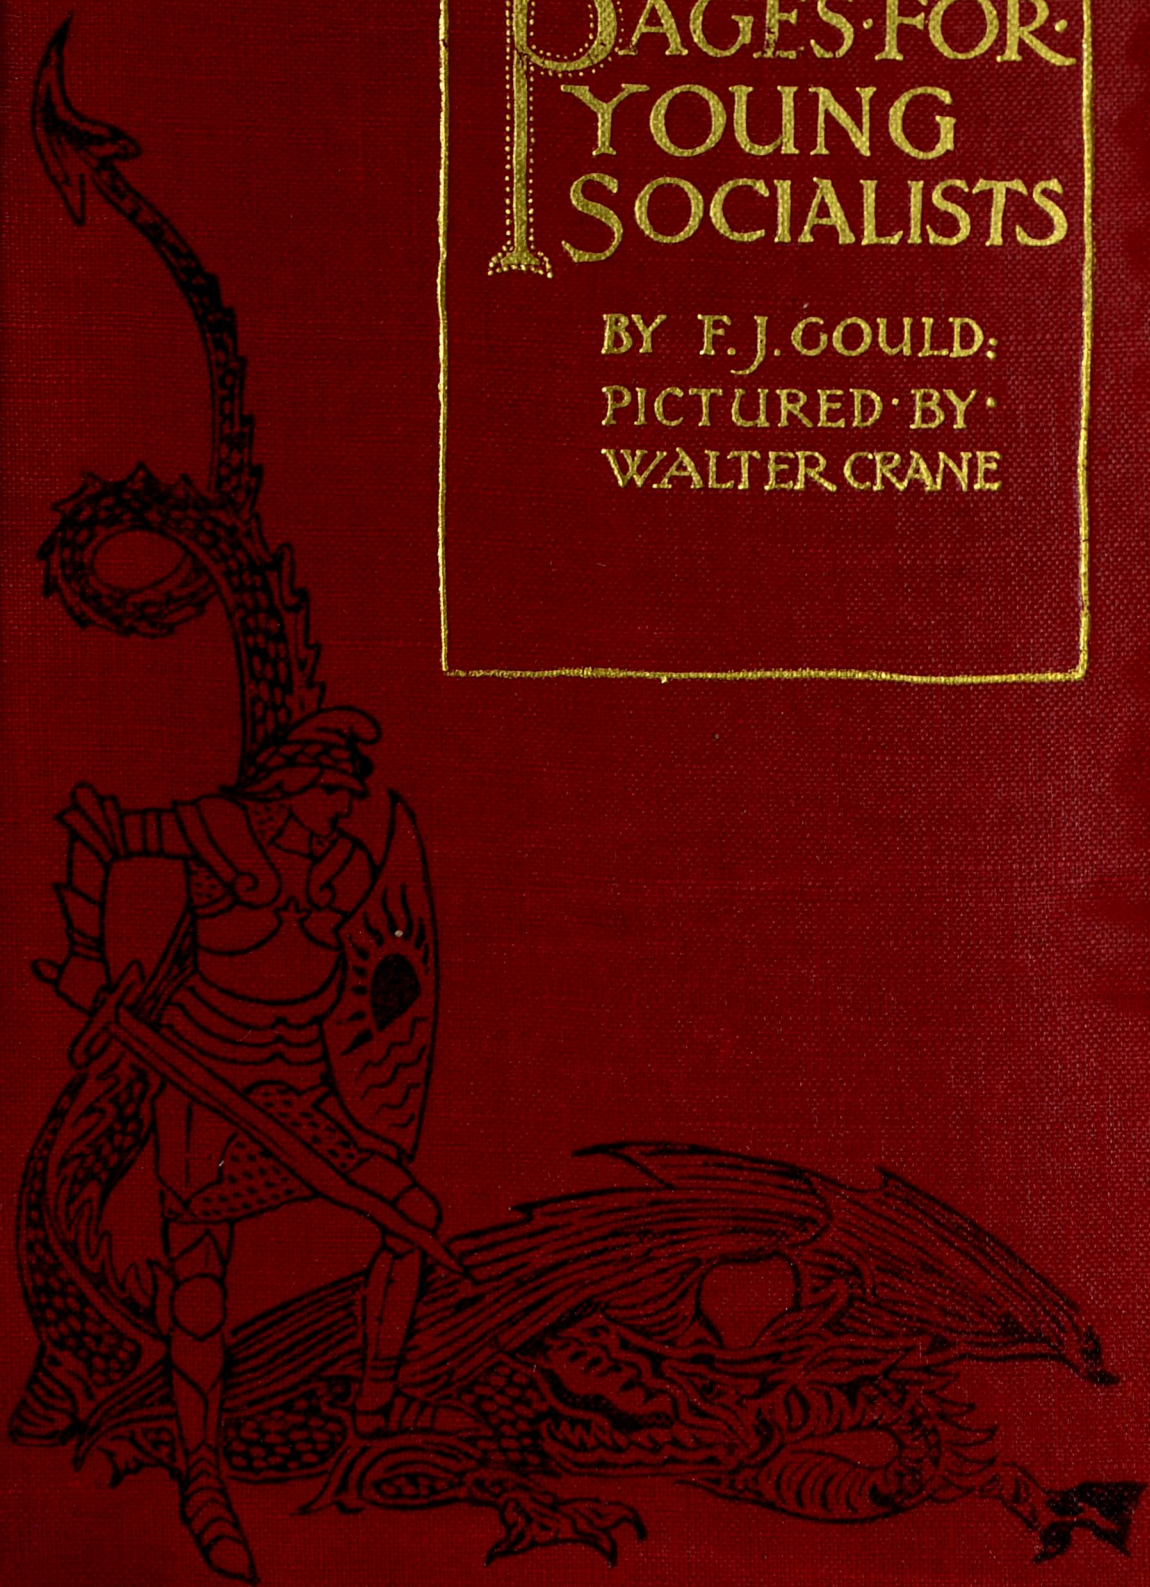 PAGES·FOR·
YOUNG
SOCIALISTS
BY F. J. GOULD:
PICTURED·BY·
WALTER CRANE